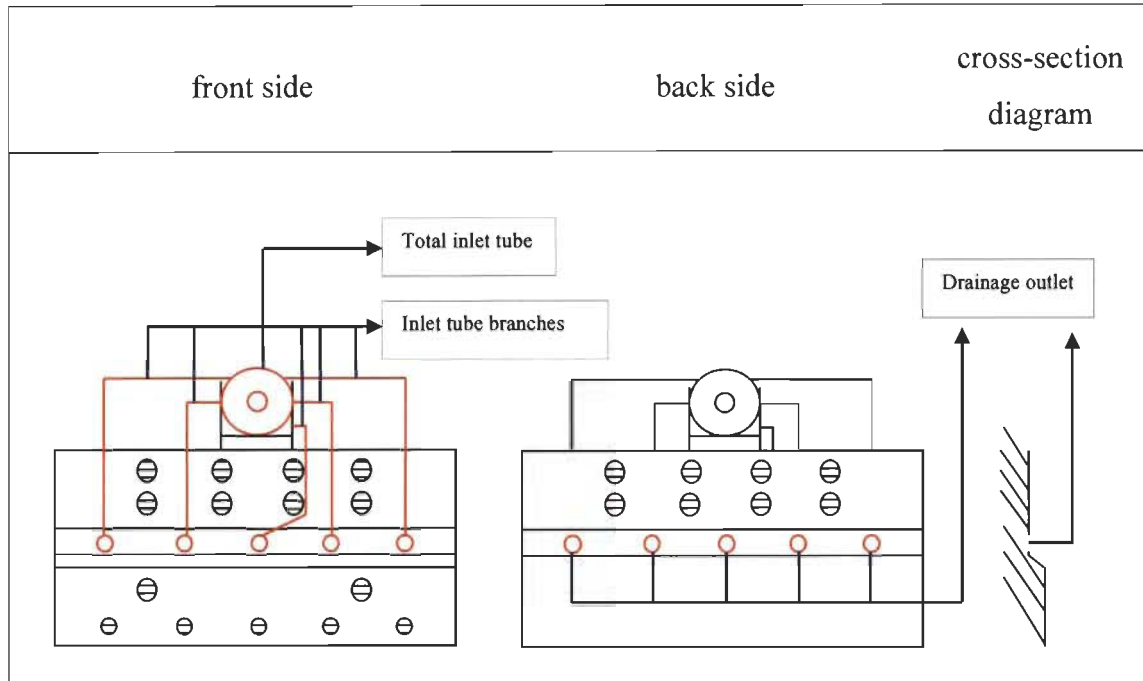 front side
back side
cross-section
diagram
Total inlet tube
Inlet tube branches
Drainage outlet